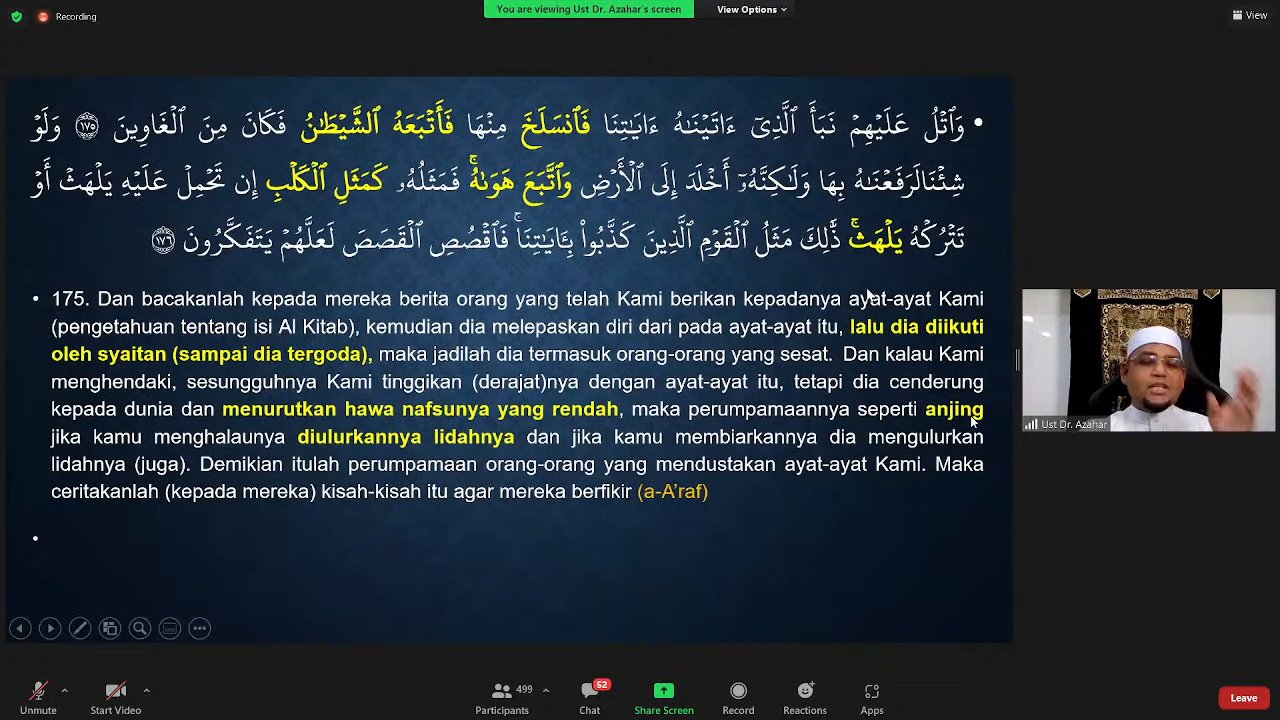 Recording
You are viewing Ust Dr. Azahar's screen
View Options
View
وَٱتۡلُ عَلَيۡهِمۡ نَبَأَ ٱلَّذِيٓ ءَاتَيۡنَٰهُ ءَايَٰتِنَا فَٱنسَلَخَ مِنۡهَا فَأَتۡبَعَهُ ٱلشَّيۡطَٰنُ فَكَانَ مِنَ ٱلۡغَاوِينَ ١٧٥ وَلَوۡ
شِئۡنَالَرَفَعۡنَٰهُ بِهَا وَلَٰكِنَّهُۥٓ أَخۡلَدَ إِلَى ٱلۡأَرۡضِ وَٱتَّبَعَ هَوَىٰهُۚ فَمَثَلُهُۥ كَمَثَلِ ٱلۡكَلۡبِ إِن تَحۡمِلۡ عَلَيۡهِ يَلۡهَثۡ أَوۡ
تَتۡرُكۡهُ يَلۡهَثۚ ذَّٰلِكَ مَثَلُ ٱلۡقَوۡمِ ٱلَّذِينَ كَذَّبُواْ بِـَٔايَٰتِنَاۚ فَٱقۡصُصِ ٱلۡقَصَصَ لَعَلَّهُمۡ يَتَفَكَّرُونَ ١٧٦
• 175. Dan bacakanlah kepada mereka berita orang yang telah Kami berikan kepadanya ayat-ayat Kami
(pengetahuan tentang isi Al Kitab), kemudian dia melepaskan diri dari pada ayat-ayat itu, lalu dia diikuti
oleh syaitan (sampai dia tergoda), maka jadilah dia termasuk orang-orang yang sesat. Dan kalau Kami
menghendaki, sesungguhnya Kami tinggikan (derajat)nya dengan ayat-ayat itu, tetapi dia cenderung
kepada dunia dan menurutkan hawa nafsunya yang rendah, maka perumpamaannya seperti anjing
jika kamu menghalaunya diulurkannya lidahnya dan jika kamu membiarkannya dia mengulurkan
lidahnya (juga). Demikian itulah perumpamaan orang-orang yang mendustakan ayat-ayat Kami. Maka
ceritakanlah (kepada mereka) kisah-kisah itu agar mereka berfikir (a-A'raf)
Ust Dr. Azahar
Unmute
Start Video
499
Participants
52
Chat
Share Screen
Record
Reactions
Apps
Leave